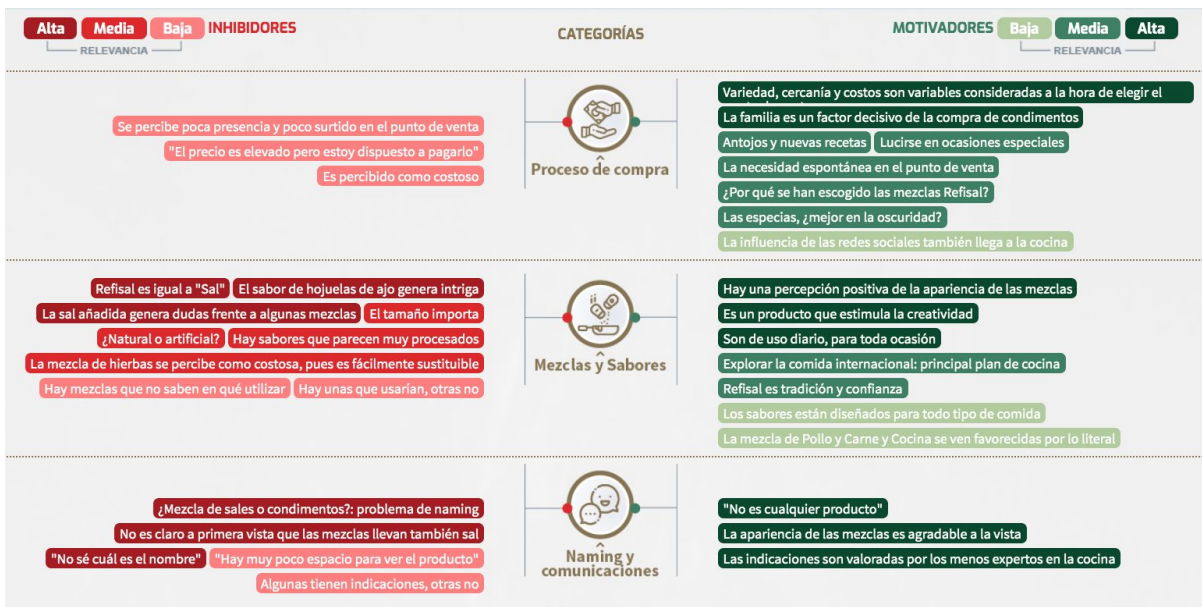 Alta Media Baja INHIBIDORES
RELEVANCIA
CATEGORÍAS
MOTIVADORES Baja Media Alta
RELEVANCIA
Se percibe poca presencia y poco surtido en el punto de venta
"El precio es elevado pero estoy dispuesto a pagarlo"
Es percibido como costoso
Proceso de compra
Variedad, cercanía y costos son variables consideradas a la hora de elegir el
La familia es un factor decisivo de la compra de condimentos
Antojos y nuevas recetas Lucirse en ocasiones especiales
La necesidad espontánea en el punto de venta
¿Por qué se han escogido las mezclas Refisal?
Las especias, ¿mejor en la oscuridad?
La influencia de las redes sociales también llega a la cocina
Refisal es igual a "Sal" El sabor de hojuelas de ajo genera intriga
La sal añadida genera dudas frente a algunas mezclas El tamaño importa
¿Natural o artificial? Hay sabores que parecen muy procesados
La mezcla de hierbas se percibe como costosa, pues es fácilmente sustituible
Hay mezclas que no saben en qué utilizar Hay unas que usarían, otras no
Mezclas y Sabores
Hay una percepción positiva de la apariencia de las mezclas
Es un producto que estimula la creatividad
Son de uso diario, para toda ocasión
Explorar la comida internacional: principal plan de cocina
Refisal es tradición y confianza
Los sabores están diseñados para todo tipo de comida
La mezcla de Pollo y Carne y Cocina se ven favorecidas por lo literal
¿Mezcla de sales o condimentos?: problema de naming
No es claro a primera vista que las mezclas llevan también sal
"No sé cuál es el nombre" "Hay muy poco espacio para ver el producto"
Algunas tienen indicaciones, otras no
Naming y
comunicaciones
"No es cualquier producto"
La apariencia de las mezclas es agradable a la vista
Las indicaciones son valoradas por los menos expertos en la cocina